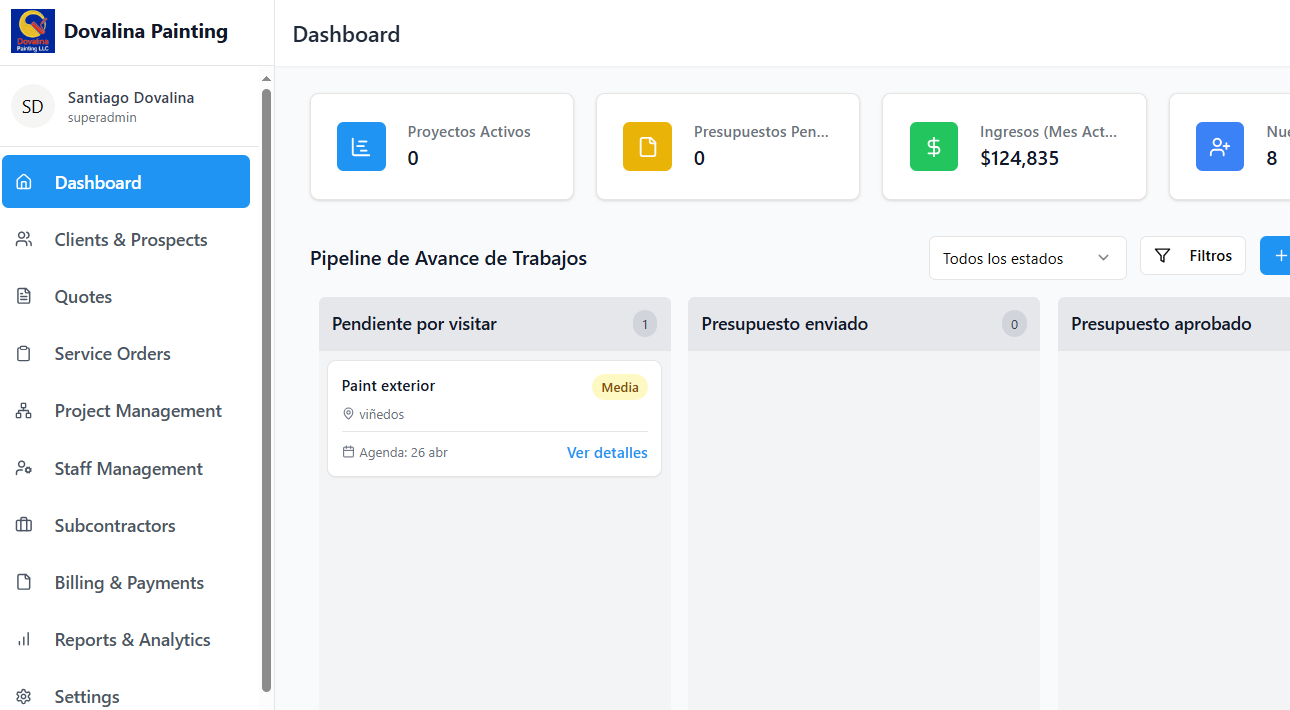 Dovalina
Painting LLC
Dovalina Painting
Dashboard
SD
Santiago Dovalina
superadmin
Dashboard
Clients & Prospects
Quotes
Service Orders
Project Management
Staff Management
Subcontractors
Billing & Payments
Reports & Analytics
Settings
Proyectos Activos
0
Presupuestos Pen...
0
Ingresos (Mes Act...
$124,835
Nue
8
Pipeline de Avance de Trabajos
Todos los estados
Filtros
Pendiente por visitar
1
Paint exterior
Media
viñedos
Agenda: 26 abr
Ver detalles
Presupuesto enviado
0
Presupuesto aprobado